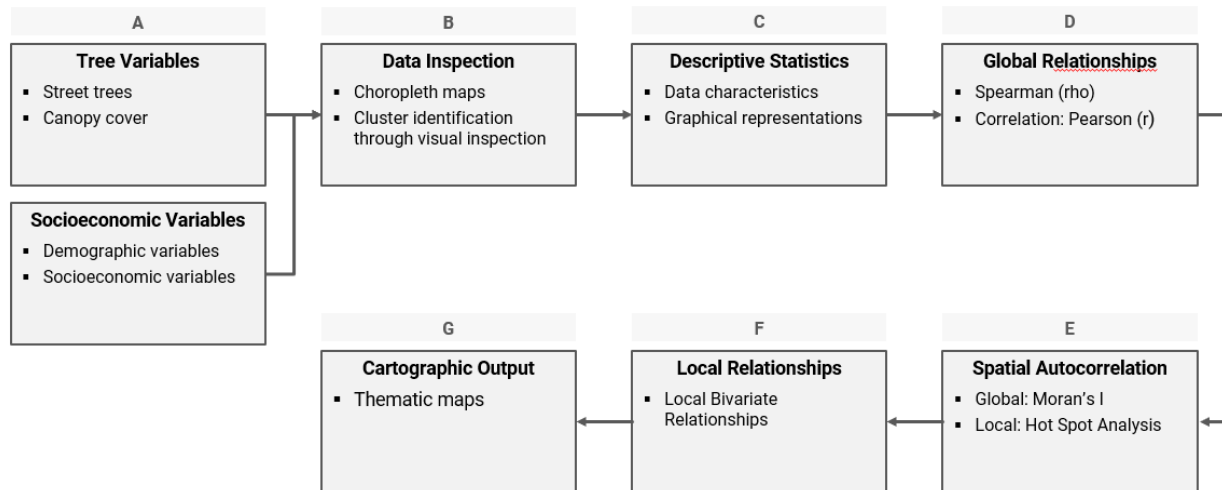 A
Tree Variables
▪ Street trees
▪ Canopy cover
Socioeconomic Variables
▪ Demographic variables
▪ Socioeconomic variables
B
Data Inspection
▪ Choropleth maps
▪ Cluster identification
through visual inspection
C
Descriptive Statistics
▪ Data characteristics
▪ Graphical representations
D
Global Relationships
▪ Spearman (rho)
▪ Correlation: Pearson (r)
E
Spatial Autocorrelation
▪ Global: Moran's I
▪ Local: Hot Spot Analysis
F
Local Relationships
▪ Local Bivariate
Relationships
G
Cartographic Output
▪ Thematic maps